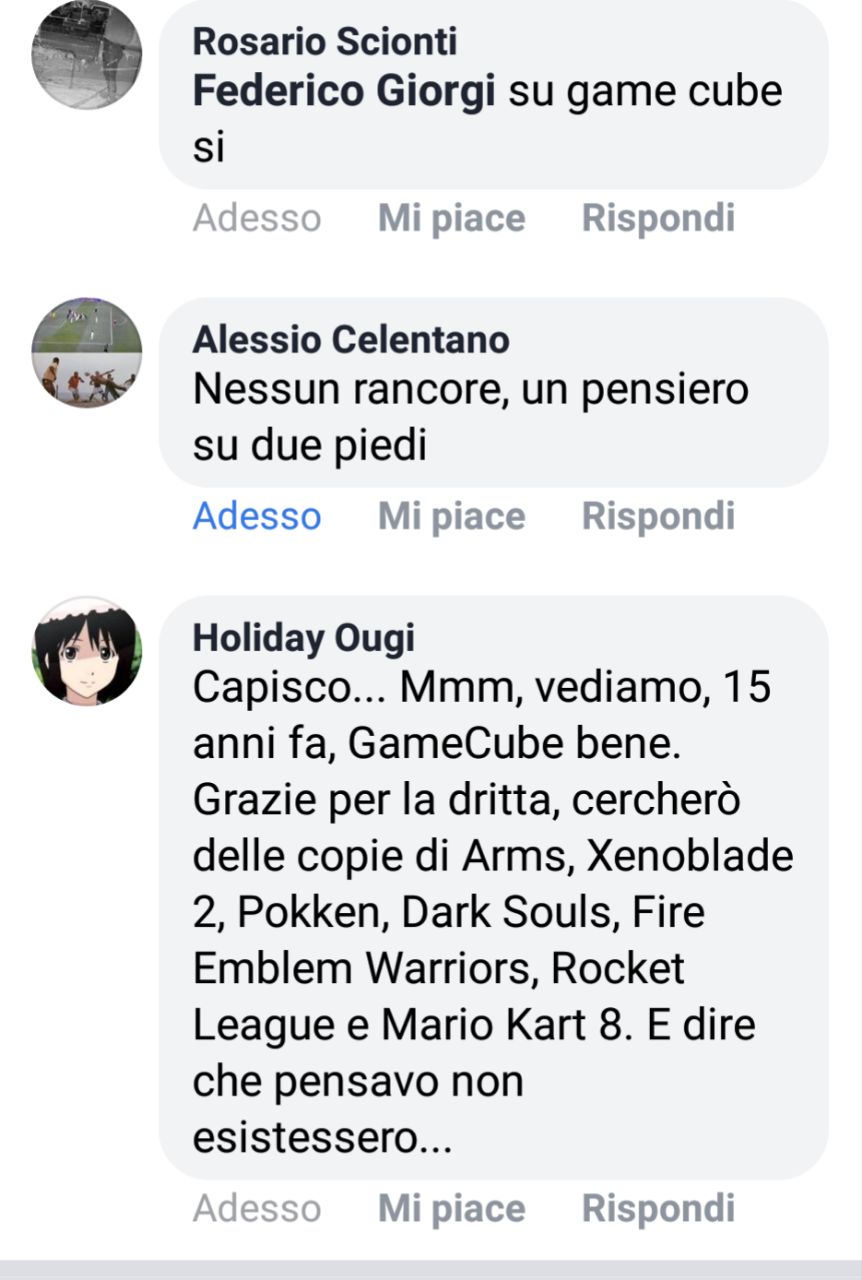 Rosario Scionti
Federico Giorgi su game cube
si
Adesso Mi piace Rispondi
Alessio Celentano
Nessun rancore, un pensiero
su due piedi
Adesso Mi piace Rispondi
Holiday Ougi
Capisco... Mmm, vediamo, 15
anni fa, GameCube bene.
Grazie per la dritta, cercherò
delle copie di Arms, Xenoblade
2, Pokken, Dark Souls, Fire
Emblem Warriors, Rocket
League e Mario Kart 8. E dire
che pensavo non
esistessero...
Adesso Mi piace Rispondi